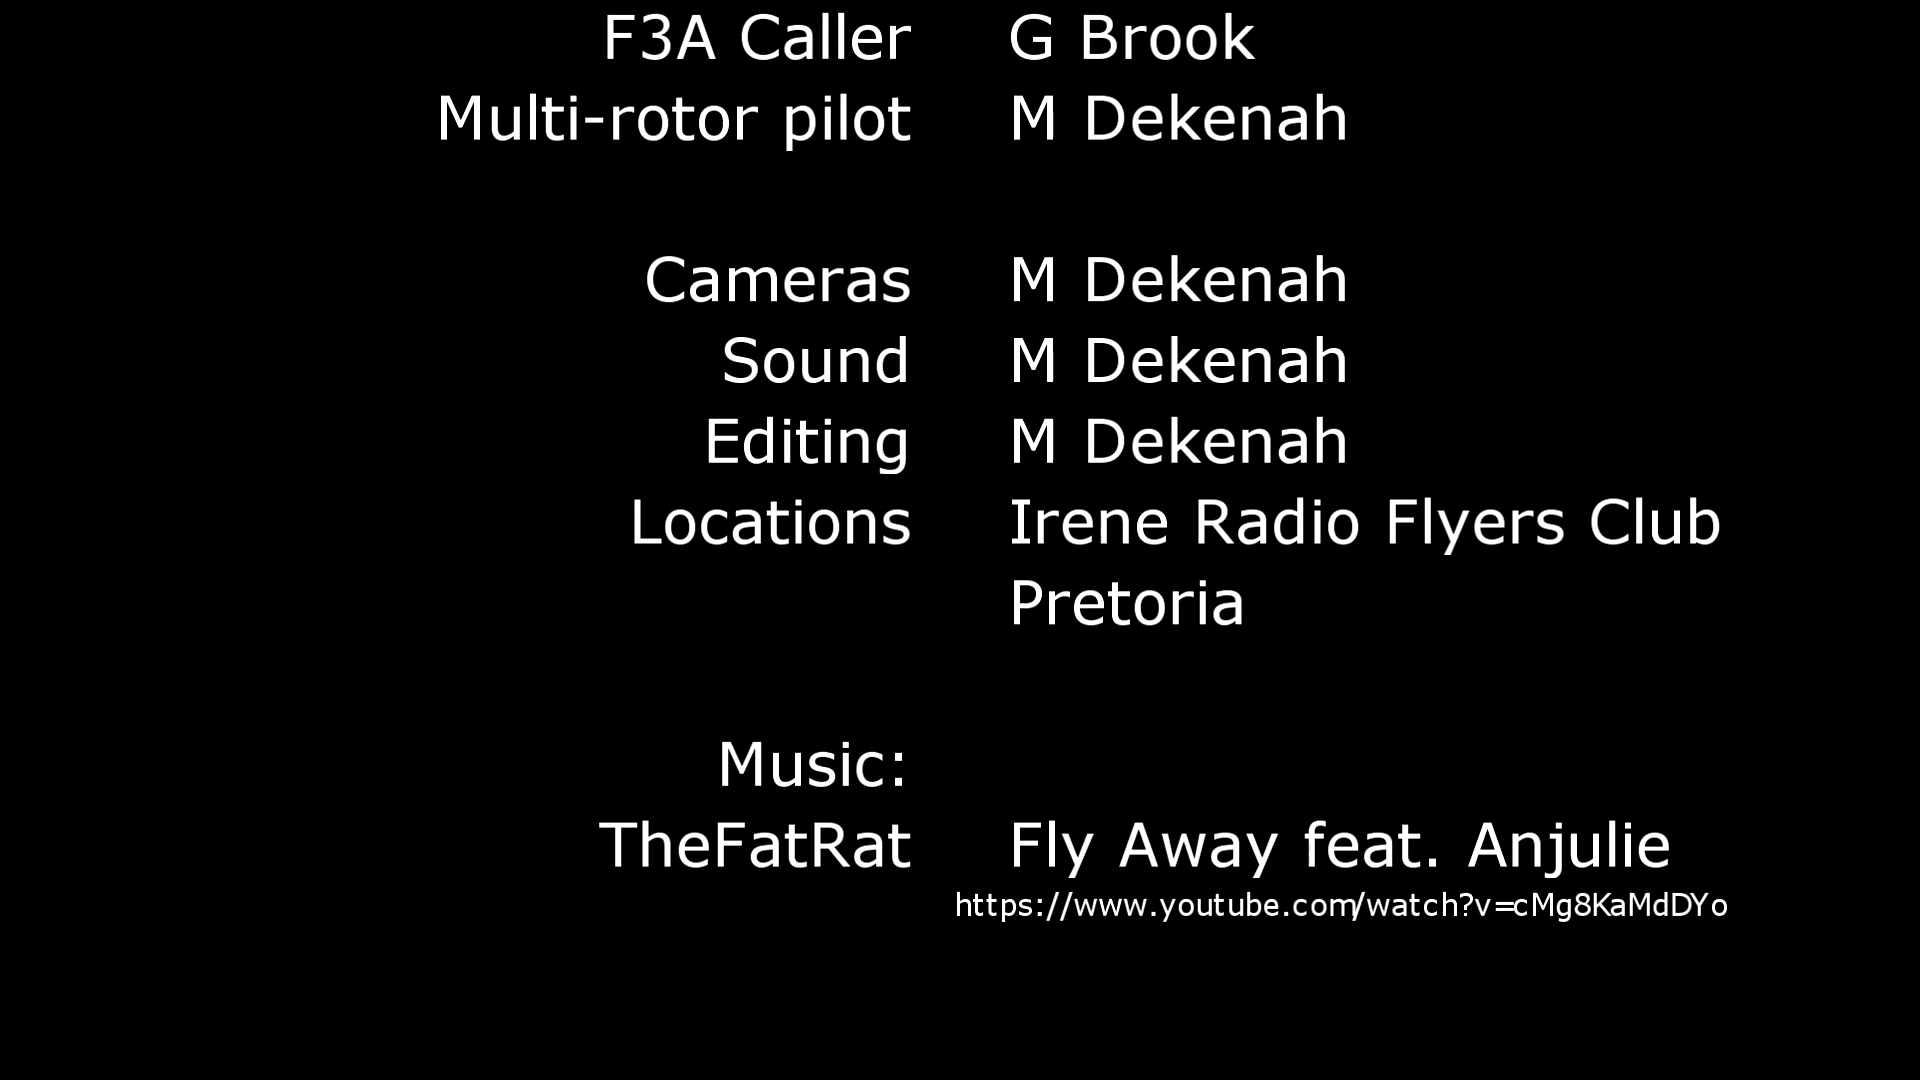 F3A Caller G Brook
Multi-rotor pilot M Dekenah
Cameras M Dekenah
Sound M Dekenah
Editing M Dekenah
Locations Irene Radio Flyers Club
Pretoria
Music:
TheFatRat Fly Away feat. Anjulie
https://www.youtube.com/watch?v=cMg8KaMdDYo